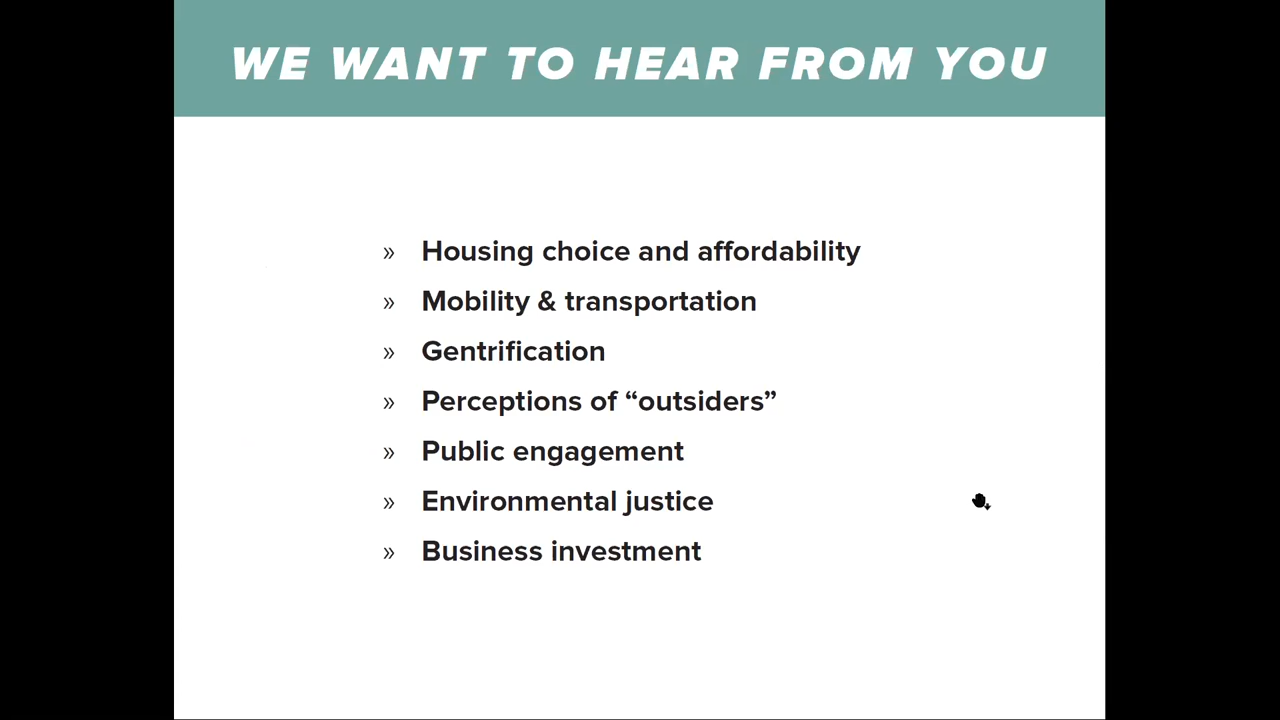 WE WANT TO HEAR FROM YOU
» Housing choice and affordability
» Mobility & transportation
» Gentrification
» Perceptions of “outsiders”
» Public engagement
» Environmental justice
» Business investment